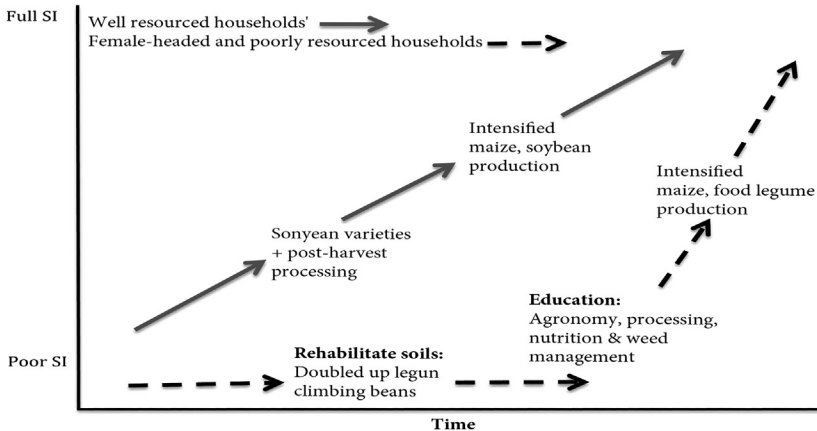 Full SI
Well resourced households'
Female-headed and poorly resourced households
Intensified
maize, soybean
production
Intensified
maize, food legume
production
Sonyean varieties
+ post-harvest
processing
Education:
Agronomy, processing,
nutrition & weed
management
Poor SI
Rehabilitate soils:
Doubled up legun
climbing beans
Time